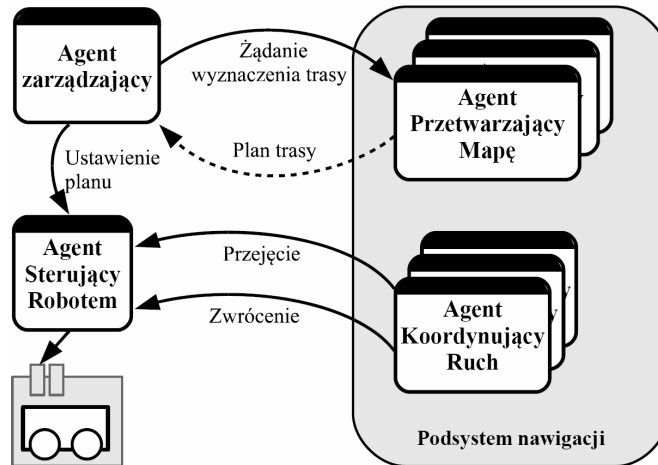 Agent
zarządzający
Żądanie
wyznaczenia trasy
Agent
Przetwarzający
Mapę
Plan trasy
Ustawienie
planu
Agent
Sterujący
Robotem
Przejęcie
Zwrócenie
Agent
Koordynujący
Ruch
Podsystem nawigacji